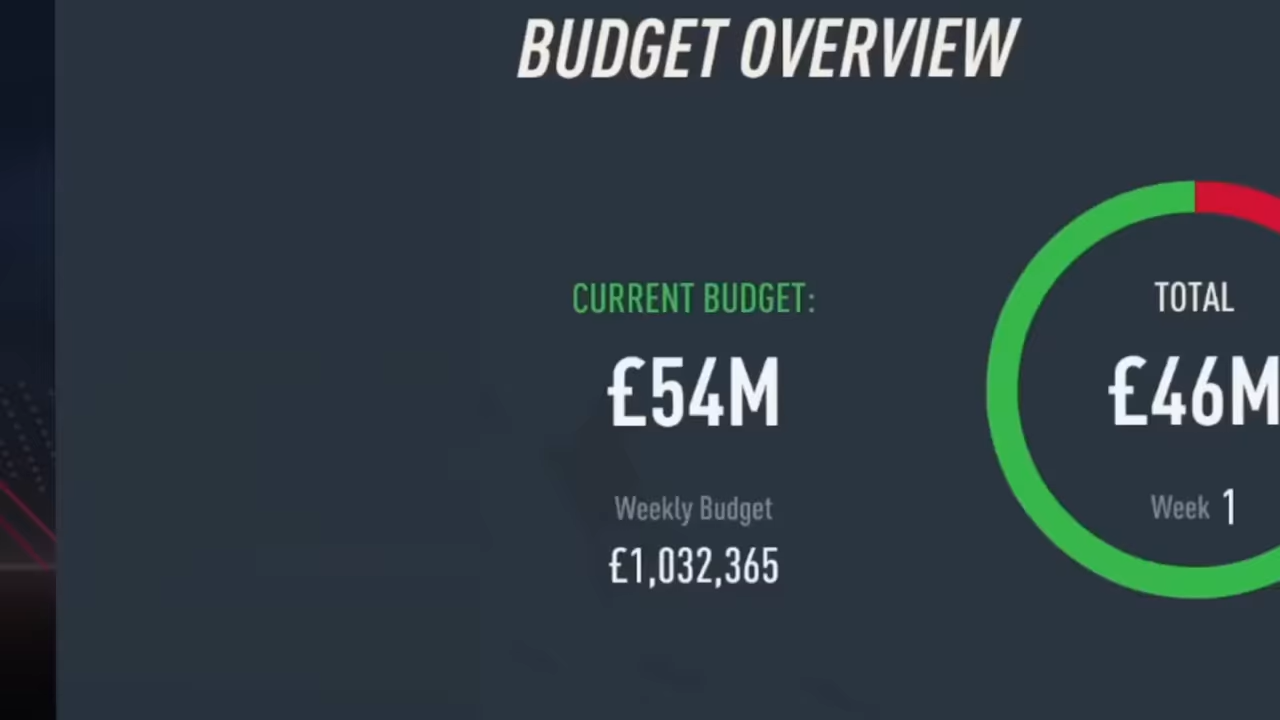 BUDGET OVERVIEW
CURRENT BUDGET:
£54M
Weekly Budget
£1,032,365
TOTAL
£46M
Week 1